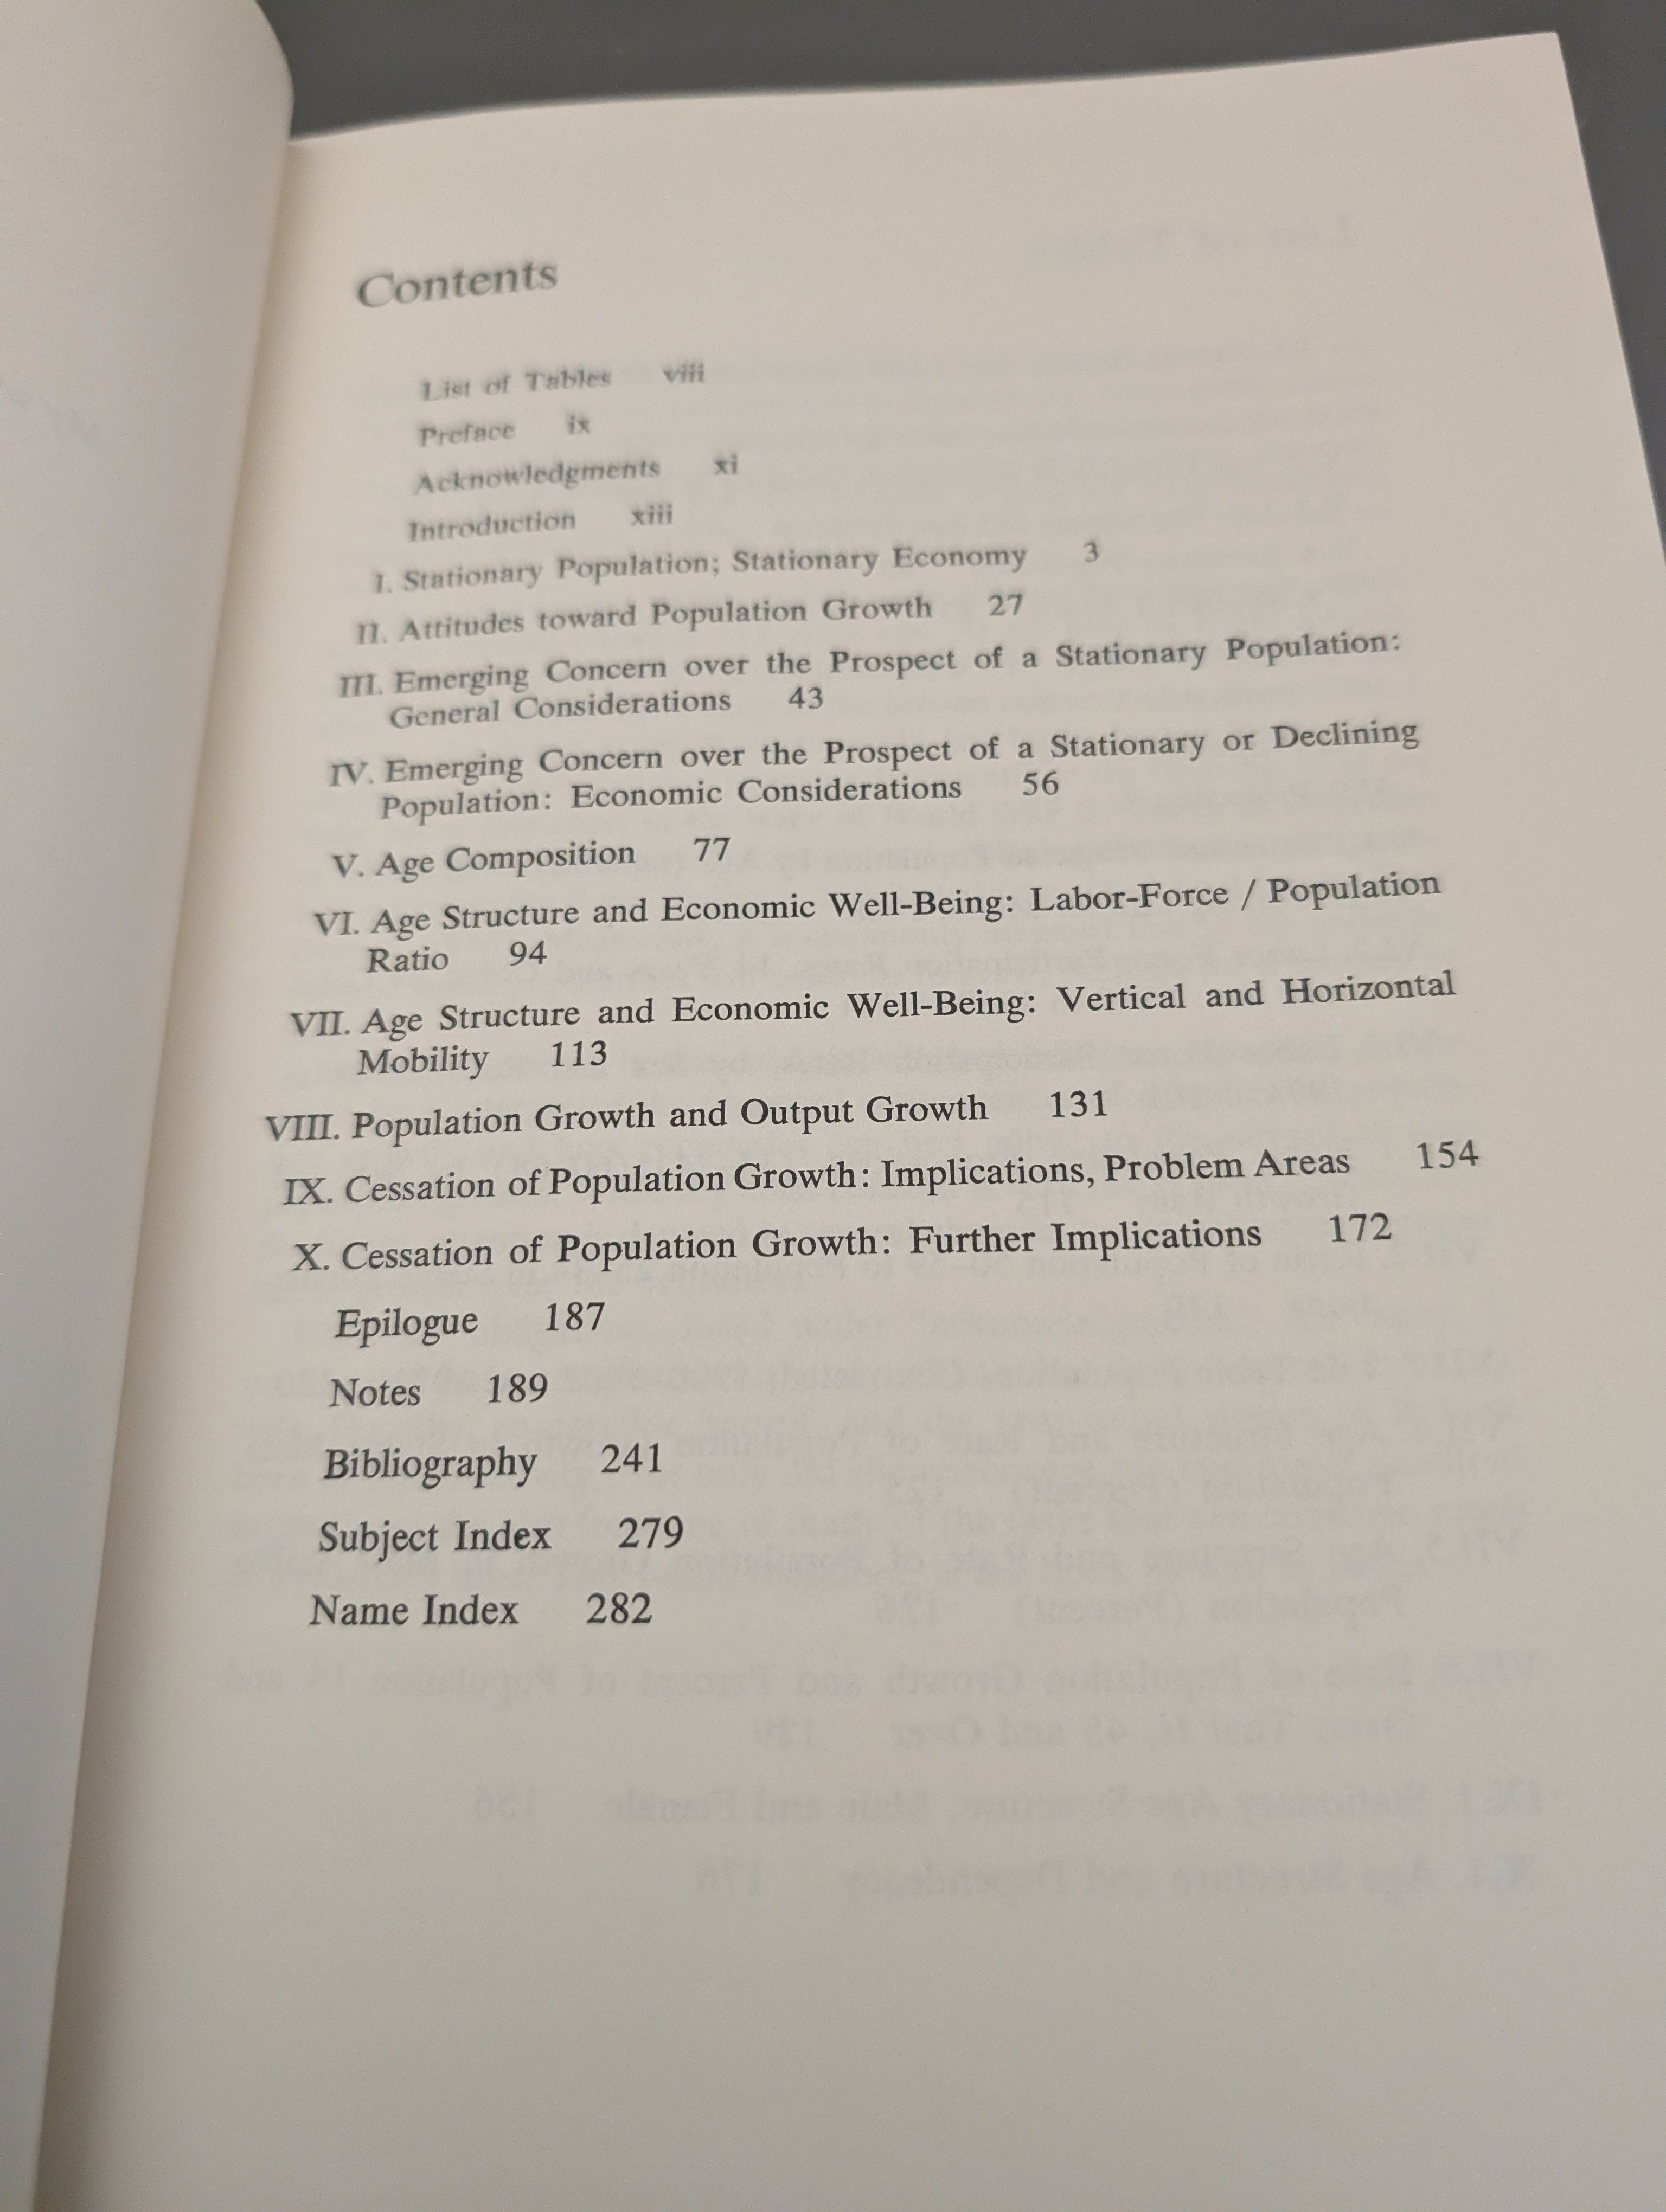 Contents
List of Tables viii
Preface ix
Acknowledgments xi
Introduction xiii
I. Stationary Population; Stationary Economy 3
II. Attitudes toward Population Growth 27
III. Emerging Concern over the Prospect of a Stationary Population:
General Considerations 43
IV. Emerging Concern over the Prospect of a Stationary or Declining
Population: Economic Considerations 56
V. Age Composition 77
VI. Age Structure and Economic Well-Being: Labor-Force / Population
Ratio 94
VII. Age Structure and Economic Well-Being: Vertical and Horizontal
Mobility 113
VIII. Population Growth and Output Growth 131
IX. Cessation of Population Growth: Implications, Problem Areas 154
X. Cessation of Population Growth: Further Implications 172
Epilogue 187
Notes 189
Bibliography 241
Subject Index 279
Name Index 282